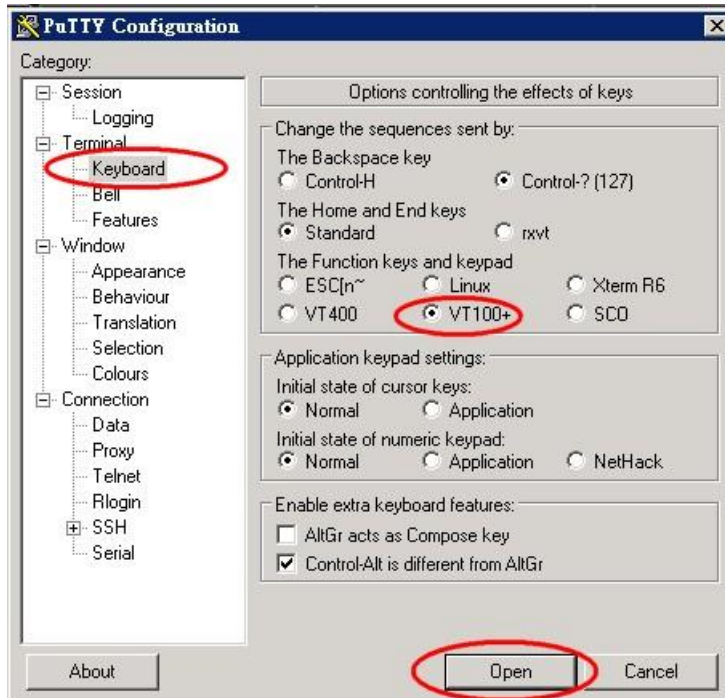 PuTTY Configuration
Category:
Session
Logging
Terminal
Keyboard
Bell
Features
Window
Appearance
Behaviour
Translation
Selection
Colours
Connection
Data
Proxy
Telnet
Rlogin
SSH
Serial
Options controlling the effects of keys
Change the sequences sent by:
The Backspace key
Control-H Control-? (127)
The Home and End keys
Standard rxvt
The Function keys and keypad
ESC[n~ Linux Xterm R6
VT400 VT100+ SCO
Application keypad settings:
Initial state of cursor keys:
Normal Application
Initial state of numeric keypad:
Normal Application NetHack
Enable extra keyboard features:
AltGr acts as Compose key
Control-Alt is different from AltGr
About Open Cancel